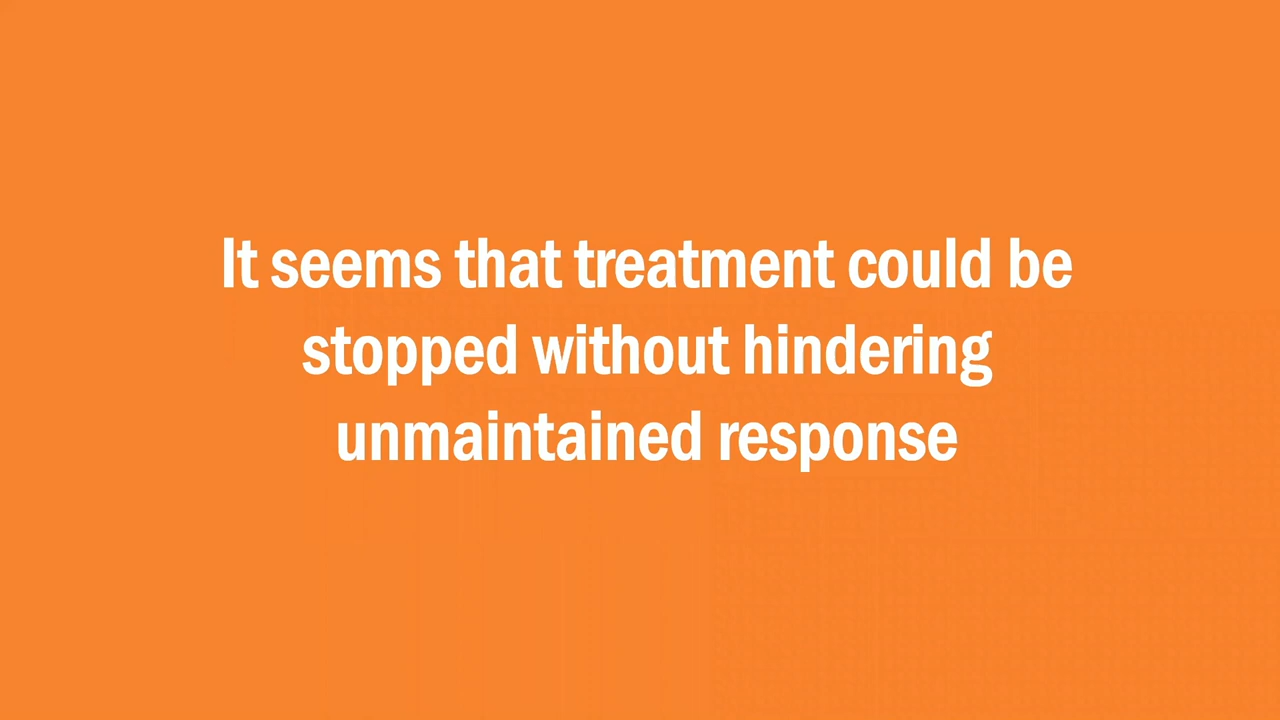 It seems that treatment could be
stopped without hindering
unmaintained response